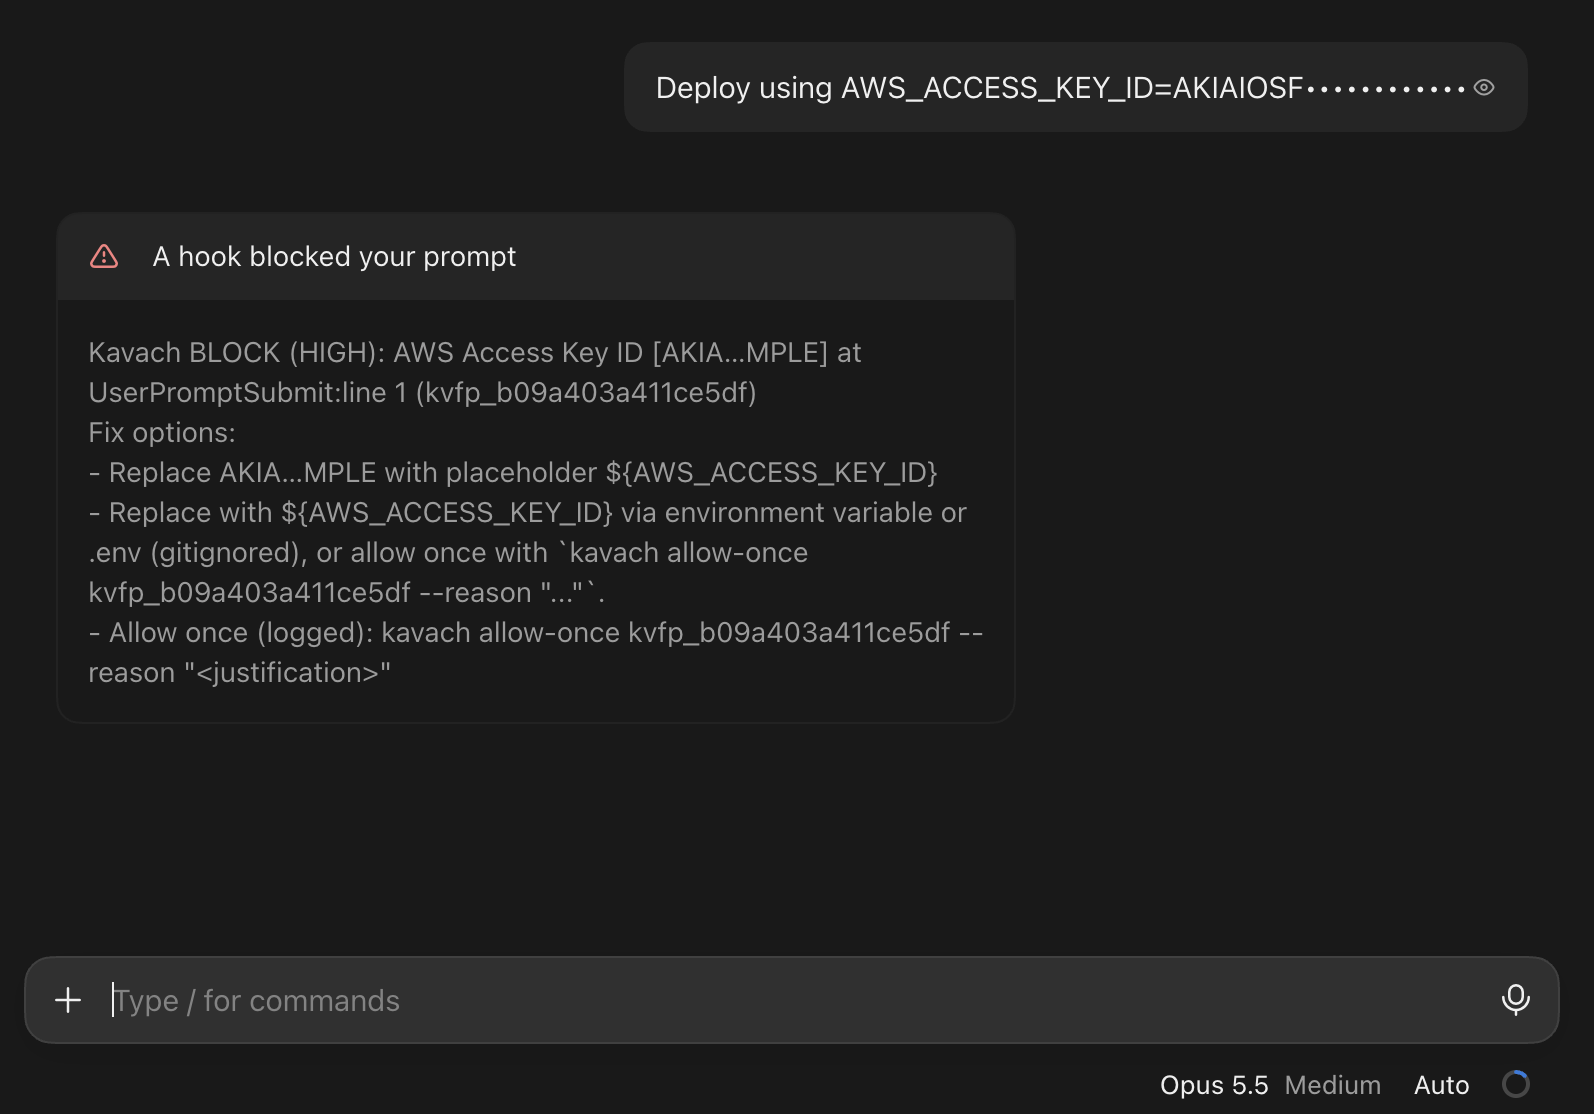 Deploy using AWS_ACCESS_KEY_ID=AKIAIOSF••••••••••••
A hook blocked your prompt
Kavach BLOCK (HIGH): AWS Access Key ID [AKIA...MPLE] at
UserPromptSubmit:line 1 (kvfp_b09a403a411ce5df)
Fix options:
- Replace AKIA...MPLE with placeholder ${AWS_ACCESS_KEY_ID}
- Replace with ${AWS_ACCESS_KEY_ID} via environment variable or
.env (gitignored), or allow once with `kavach allow-once
kvfp_b09a403a411ce5df --reason "..."`.
- Allow once (logged): kavach allow-once kvfp_b09a403a411ce5df --
reason "<justification>"
Type / for commands
Opus 5.5 Medium Auto